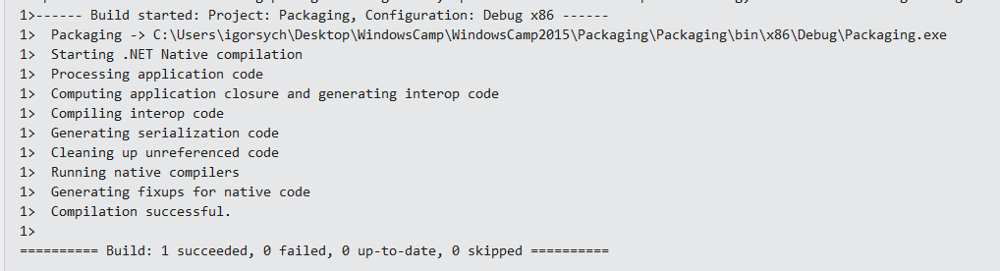 1>------ Build started: Project: Packaging, Configuration: Debug x86 ------
1>  Packaging -> C:\Users\igorsych\Desktop\WindowsCamp\WindowsCamp2015\Packaging\Packaging\bin\x86\Debug\Packaging.exe
1>  Starting .NET Native compilation
1>  Processing application code
1>  Computing application closure and generating interop code
1>  Compiling interop code
1>  Generating serialization code
1>  Cleaning up unreferenced code
1>  Running native compilers
1>  Generating fixups for native code
1>  Compilation successful.
1>
========== Build: 1 succeeded, 0 failed, 0 up-to-date, 0 skipped ==========